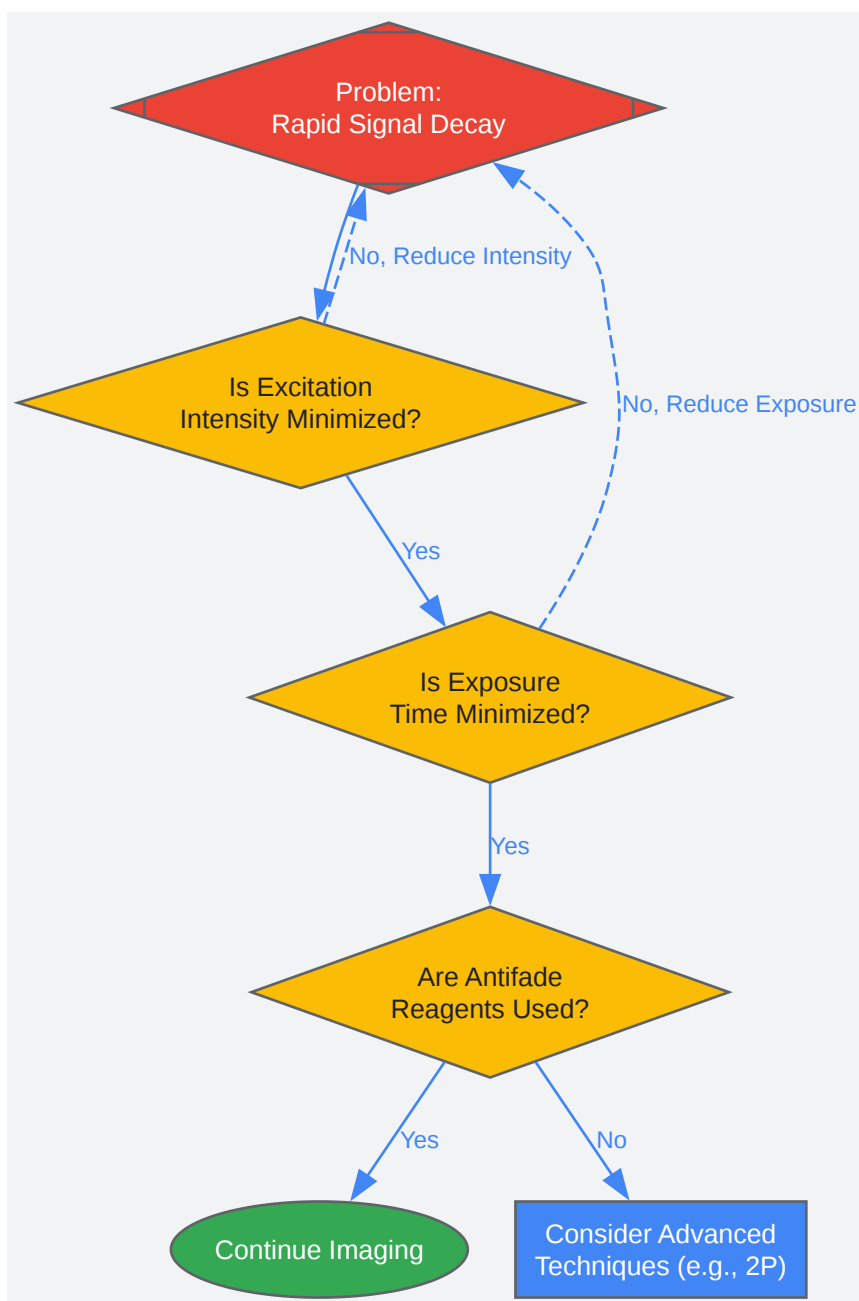 Problem:
Rapid Signal Decay
No, Reduce Intensity
Is Excitation
Intensity Minimized?
No, Reduce Exposure
Yes
Is Exposure
Time Minimized?
Yes
Are Antifade
Reagents Used?
Yes
No
Continue Imaging
Consider Advanced
Techniques (e.g., 2P)